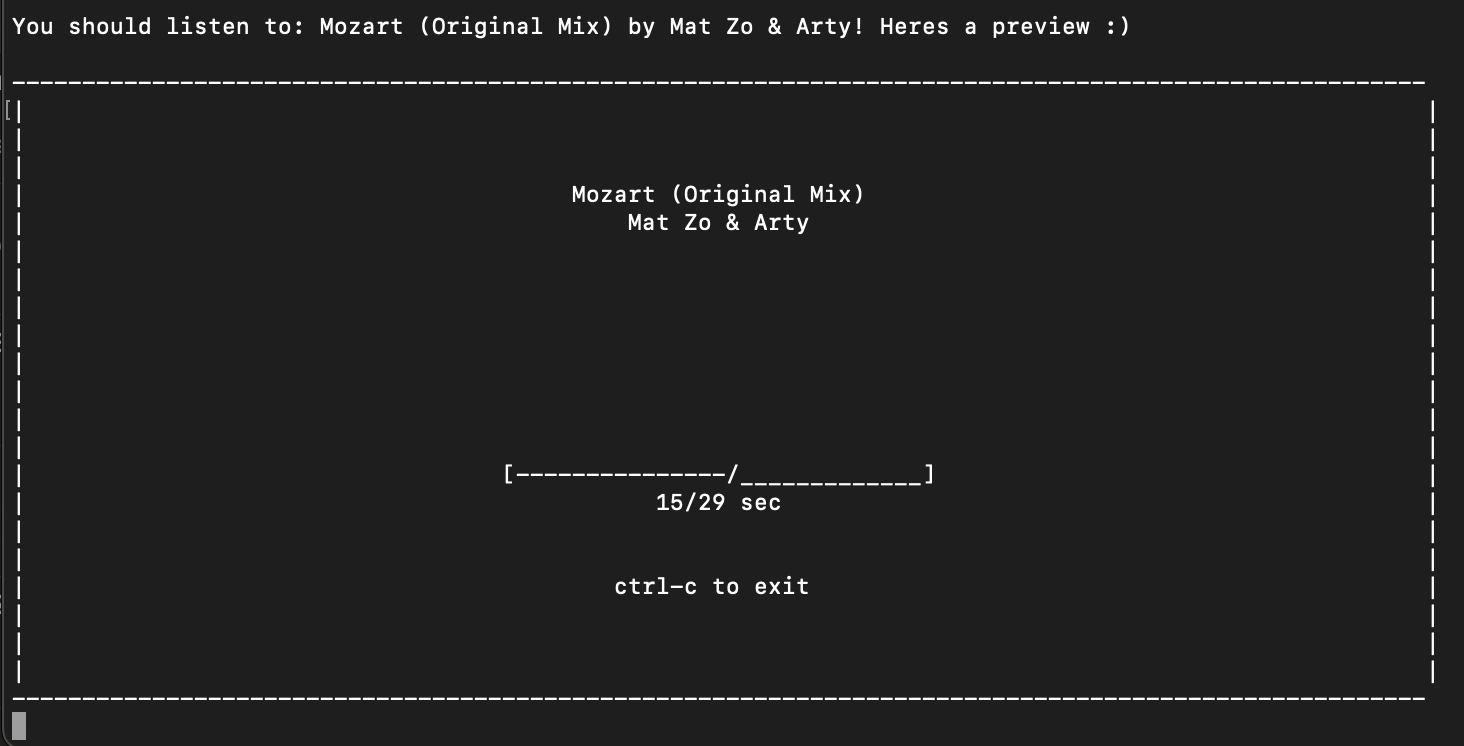 You should listen to: Mozart (Original Mix) by Mat Zo & Arty! Heres a preview :)
Mozart (Original Mix)
Mat Zo & Arty
[---------------/_____________]
15/29 sec
ctrl-c to exit